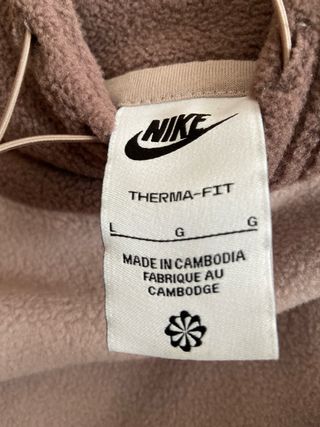 NIKE
THERMA-FIT
L G G
MADE IN CAMBODIA
FABRIQUE AU
CAMBODGE